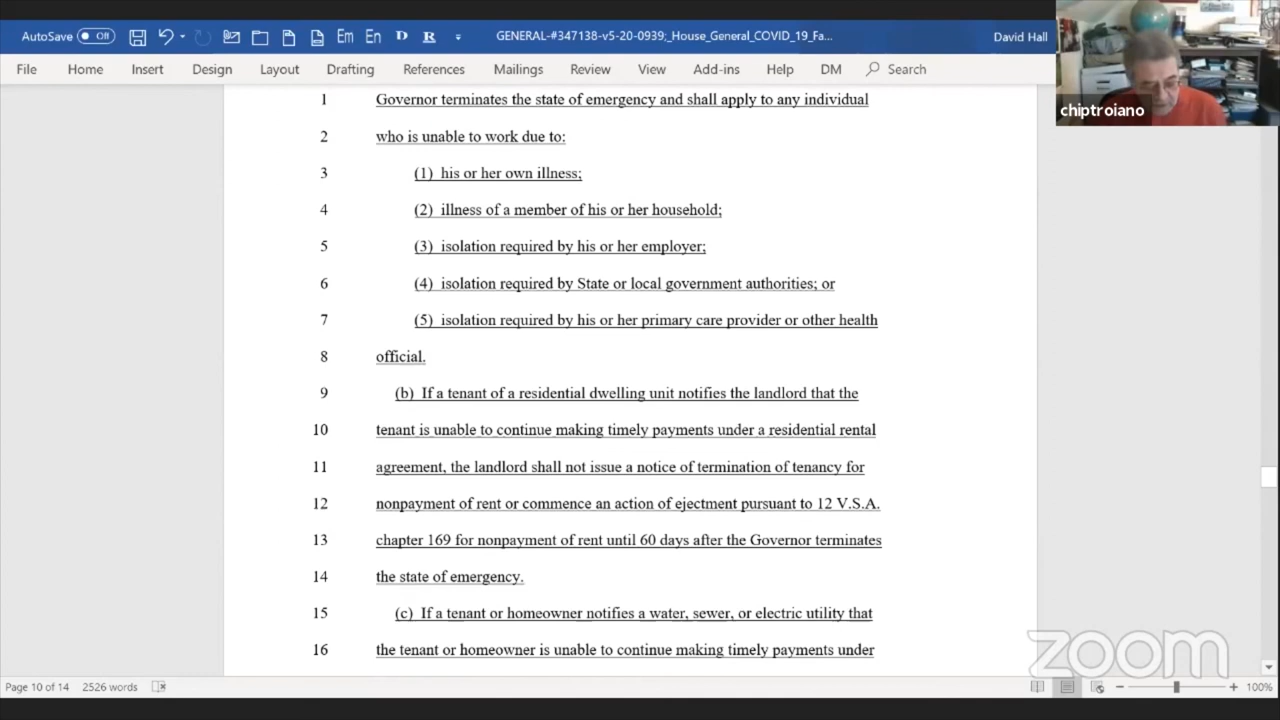 AutoSave Off Em En D R GENERAL-#347138-v5-20-0939;_House_General_COVID_19_Fa... David Hall
File Home Insert Design Layout Drafting References Mailings Review View Add-ins Help DM Search
chiptroiano
1 Governor terminates the state of emergency and shall apply to any individual
2 who is unable to work due to:
3 (1) his or her own illness;
4 (2) illness of a member of his or her household;
5 (3) isolation required by his or her employer;
6 (4) isolation required by State or local government authorities; or
7 (5) isolation required by his or her primary care provider or other health
8 official.
9 (b) If a tenant of a residential dwelling unit notifies the landlord that the
10 tenant is unable to continue making timely payments under a residential rental
11 agreement, the landlord shall not issue a notice of termination of tenancy for
12 nonpayment of rent or commence an action of ejectment pursuant to 12 V.S.A.
13 chapter 169 for nonpayment of rent until 60 days after the Governor terminates
14 the state of emergency.
15 (c) If a tenant or homeowner notifies a water, sewer, or electric utility that
16 the tenant or homeowner is unable to continue making timely payments under
zoom
Page 10 of 14 2526 words 100%